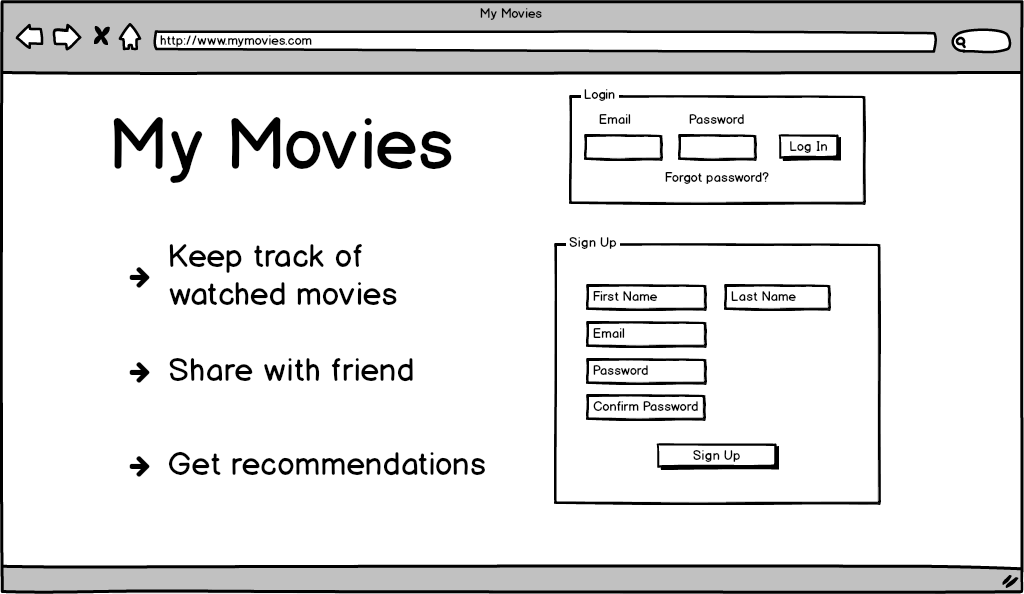 My Movies
http://www.mymovies.com
My Movies
Keep track of
watched movies
Share with friend
Get recommendations
Login
Email Password
Log In
Forgot password?
Sign Up
First Name Last Name
Email
Password
Confirm Password
Sign Up